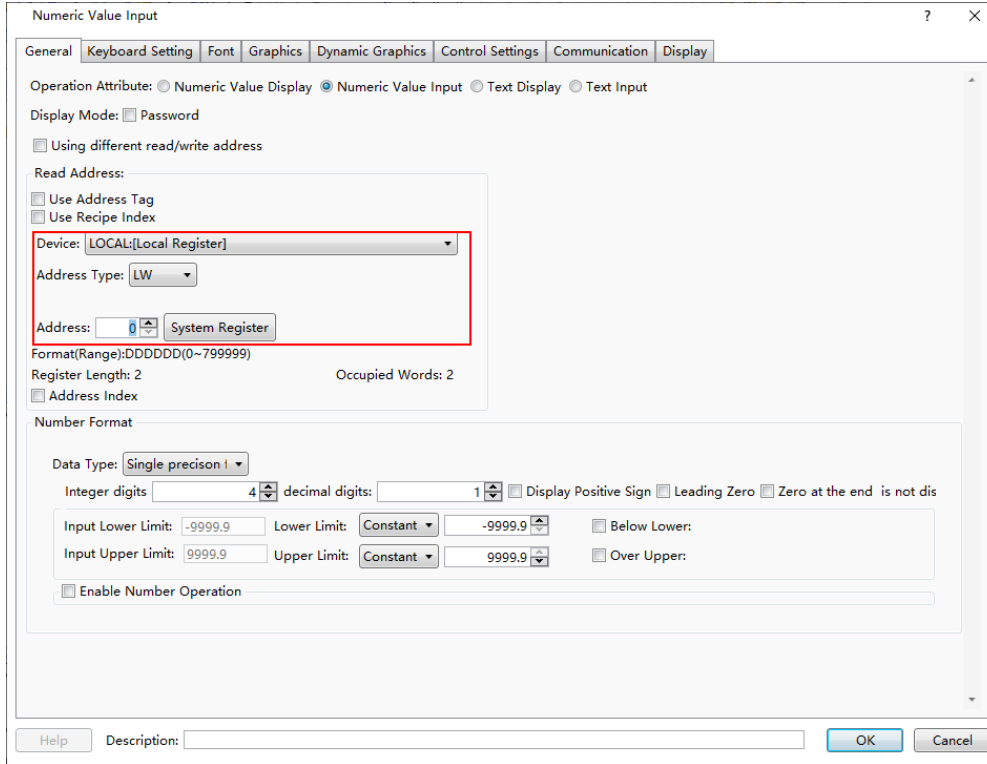 Numeric Value Input ?
General Keyboard Setting Font Graphics Dynamic Graphics Control Settings Communication Display
Operation Attribute: Numeric Value Display Numeric Value Input Text Display Text Input
Display Mode: Password
Using different read/write address
Read Address:
Use Address Tag
Use Recipe Index
Device: LOCAL:[Local Register]
Address Type: LW
Address: 0 System Register
Format(Range):DDDDDD(0~799999)
Register Length: 2 Occupied Words: 2
Address Index
Number Format
Data Type: Single precison f
Integer digits 4 decimal digits: 1 Display Positive Sign Leading Zero Zero at the end is not dis
Input Lower Limit: -9999.9 Lower Limit: Constant -9999.9 Below Lower:
Input Upper Limit: 9999.9 Upper Limit: Constant 9999.9 Over Upper:
Enable Number Operation
Help Description: OK Cancel